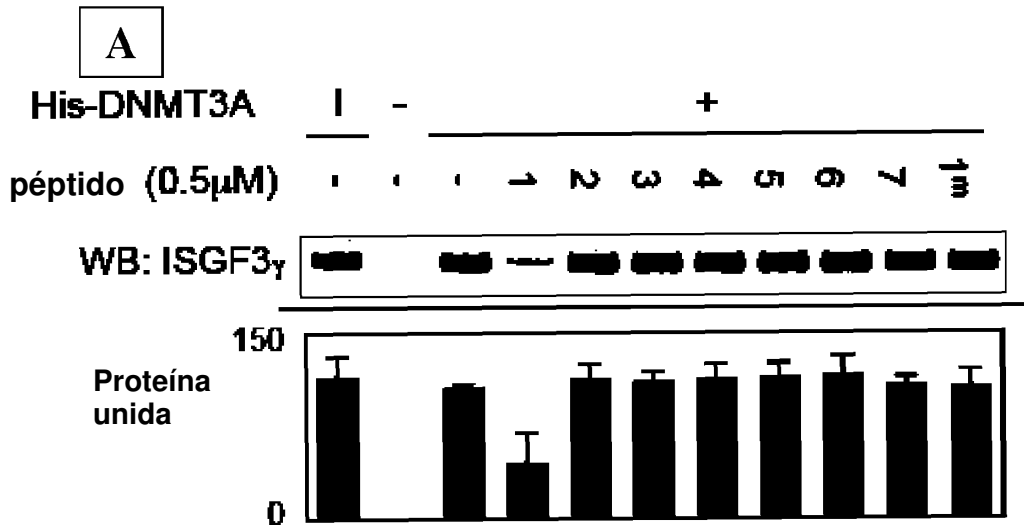 A
His-DNMT3A I - +
péptido (0.5μM) - - - 1 2 3 4 5 6 7 1m
WB: ISGF3γ
150
Proteína
unida
0